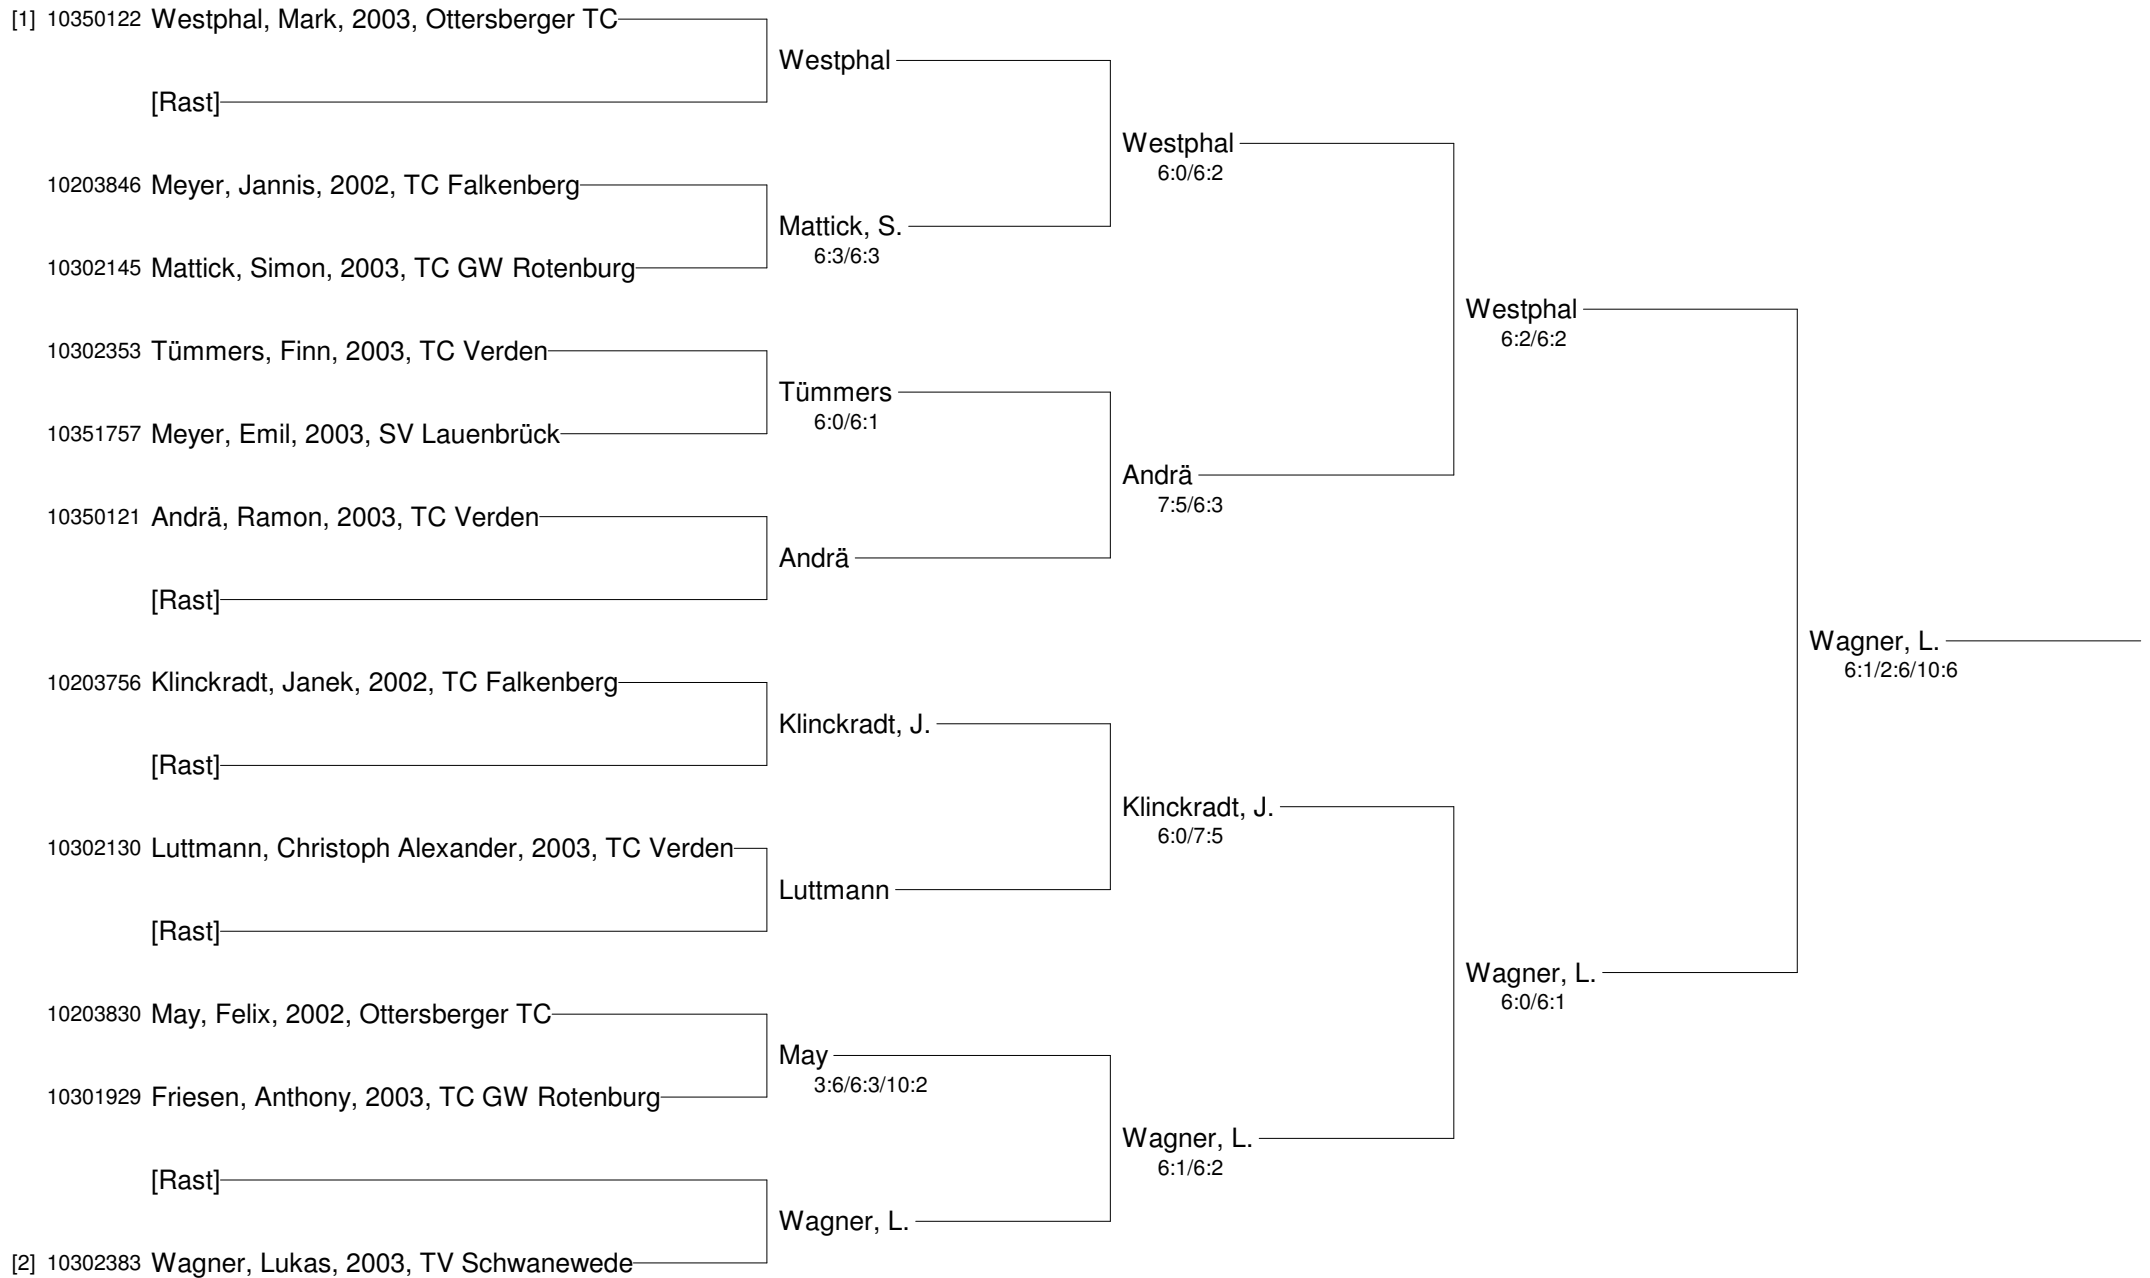 [1] 10350122 Westphal, Mark, 2003, Ottersberger TC
Westphal
[Rast]
Westphal
6:0/6:2
10203846 Meyer, Jannis, 2002, TC Falkenberg
Mattick, S.
6:3/6:3
10302145 Mattick, Simon, 2003, TC GW Rotenburg
Westphal
6:2/6:2
10302353 Tümmers, Finn, 2003, TC Verden
Tümmers
6:0/6:1
10351757 Meyer, Emil, 2003, SV Lauenbrück
Andrä
7:5/6:3
10350121 Andrä, Ramon, 2003, TC Verden
Andrä
[Rast]
Wagner, L.
6:1/2:6/10:6
10203756 Klinckradt, Janek, 2002, TC Falkenberg
Klinckradt, J.
[Rast]
Klinckradt, J.
6:0/7:5
10302130 Luttmann, Christoph Alexander, 2003, TC Verden
Luttmann
[Rast]
Wagner, L.
6:0/6:1
10203830 May, Felix, 2002, Ottersberger TC
May
3:6/6:3/10:2
10301929 Friesen, Anthony, 2003, TC GW Rotenburg
Wagner, L.
6:1/6:2
[Rast]
Wagner, L.
[2] 10302383 Wagner, Lukas, 2003, TV Schwanewede